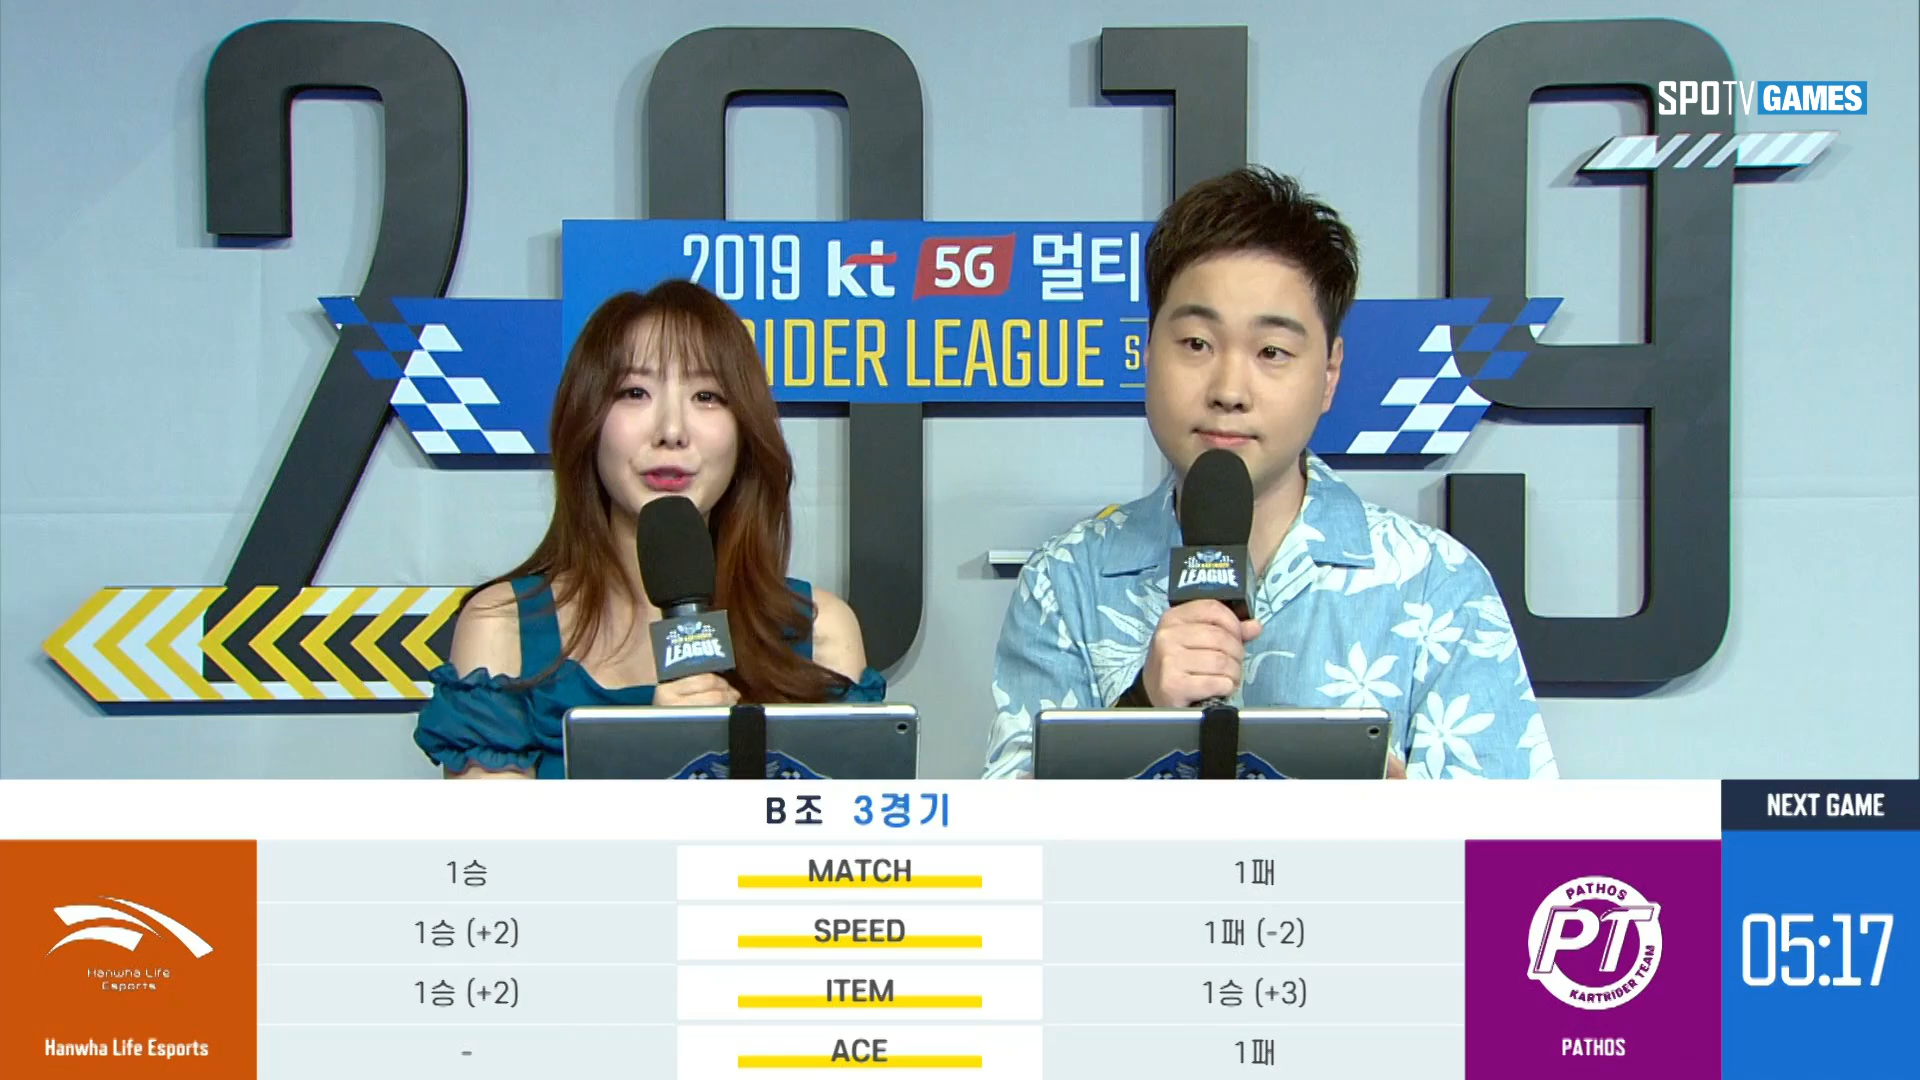 SPOTV GAMES
2019 kt 5G 멀티
RIDER LEAGUE
LEAGUE
LEAGUE
B조 3경기
NEXT GAME
05:17
1승 MATCH 1패
1승 (+2) SPEED 1패 (-2)
1승 (+2) ITEM 1승 (+3)
- ACE 1패
Hanwha Life
Esports
Hanwha Life Esports
PATHOS
PT
KARTRIDER TEAM
PATHOS